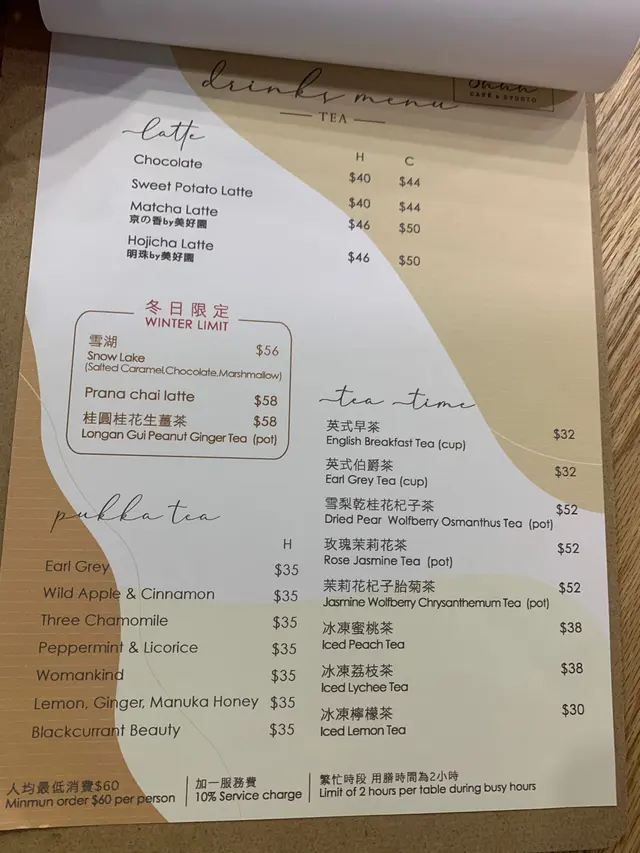 drinks menu
CAFÉ & STUDIO
TEA
latte
H C
Chocolate $40 $44
Sweet Potato Latte $40 $44
Matcha Latte $46 $50
京の香by美好園
Hojicha Latte $46 $50
明珠by美好園
冬日限定
WINTER LIMIT
雪湖 $56
Snow Lake
(Salted Caramel,Chocolate,Marshmallow)
Prana chai latte $58
桂圓桂花生薑茶 $58
Longan Gui Peanut Ginger Tea (pot)
pukka tea
H
Earl Grey $35
Wild Apple & Cinnamon $35
Three Chamomile $35
Peppermint & Licorice $35
Womankind $35
Lemon, Ginger, Manuka Honey $35
Blackcurrant Beauty $35
tea time
英式早茶 $32
English Breakfast Tea (cup)
英式伯爵茶 $32
Earl Grey Tea (cup)
雪梨乾桂花杞子茶 $52
Dried Pear Wolfberry Osmanthus Tea (pot)
玫瑰茉莉花茶 $52
Rose Jasmine Tea (pot)
茉莉花杞子胎菊茶 $52
Jasmine Wolfberry Chrysanthemum Tea (pot)
冰凍蜜桃茶 $38
Iced Peach Tea
冰凍荔枝茶 $38
Iced Lychee Tea
冰凍檸檬茶 $30
Iced Lemon Tea
人均最低消費$60
Minmun order $60 per person
加一服務費
10% Service charge
繁忙時段 用膳時間為2小時
Limit of 2 hours per table during busy hours